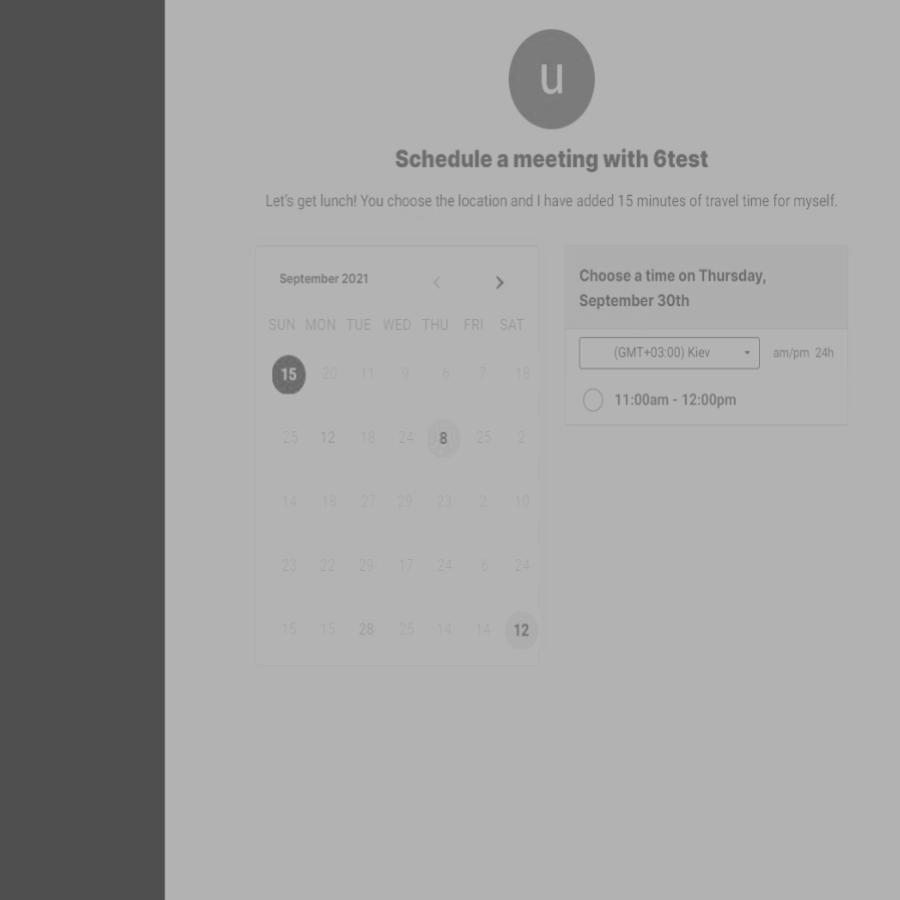 u
Schedule a meeting with 6test
Let's get lunch! You choose the location and I have added 15 minutes of travel time for myself.
September 2021
SUN MON TUE WED THU FRI SAT
15 20 11 9 6 7 18
25 12 18 24 8 25 2
14 18 27 29 23 2 10
23 22 29 17 24 6 24
15 15 28 25 14 14 12
Choose a time on Thursday,
September 30th
(GMT+03:00) Kiev am/pm 24h
11:00am - 12:00pm